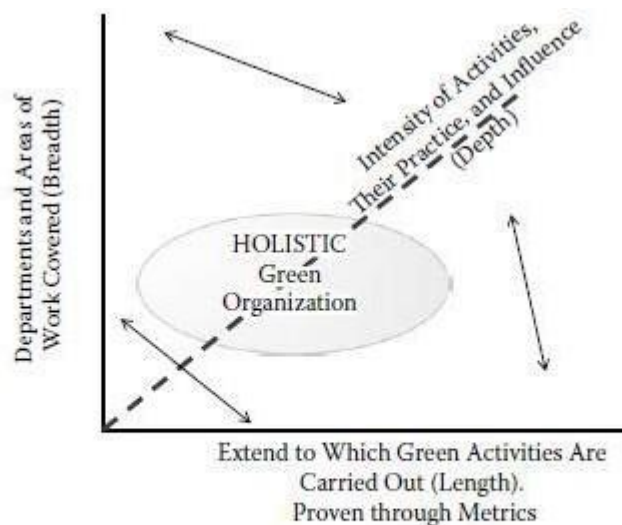 Departments and Areas of
Work Covered (Breadth)
Intensity of Activities,
Their Practice, and Influence
(Depth)
HOLISTIC
Green
Organization
Extend to Which Green Activities Are
Carried Out (Length).
Proven through Metrics